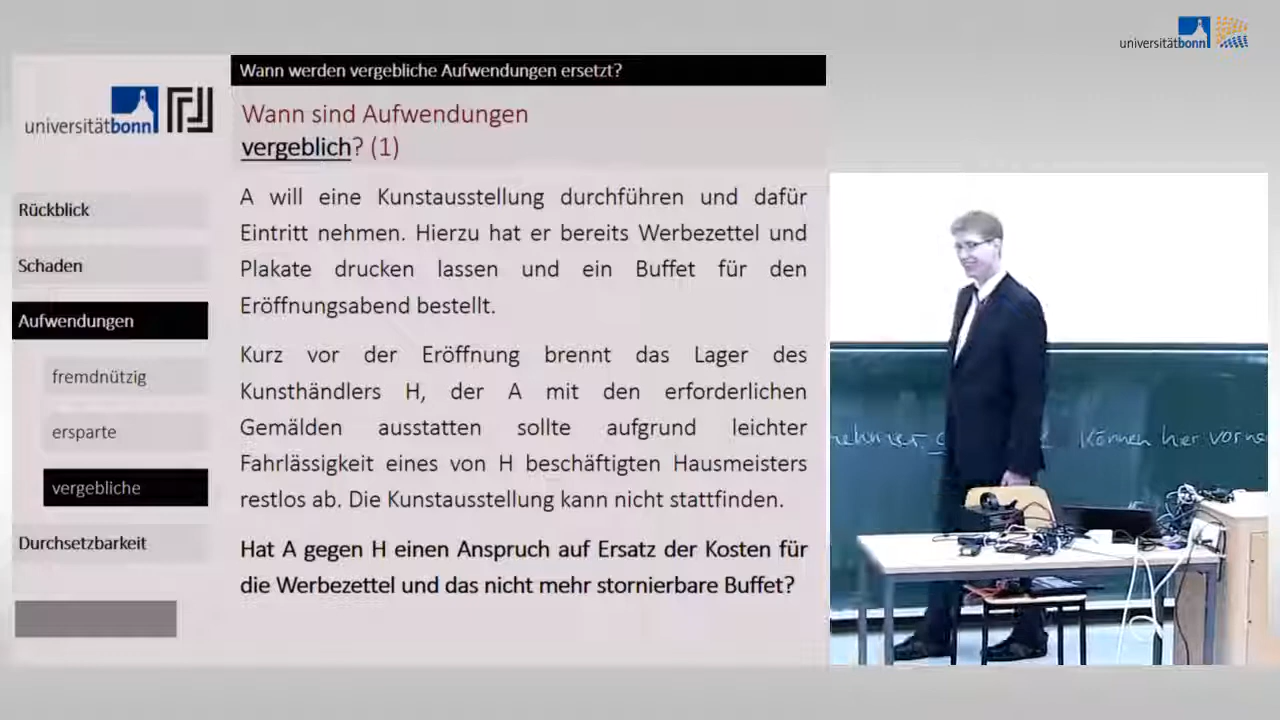 universitätbonn
Wann werden vergebliche Aufwendungen ersetzt?
universitätbonn
Wann sind Aufwendungen
vergeblich? (1)
Rückblick
Schaden
Aufwendungen
fremdnützig
ersparte
vergebliche
Durchsetzbarkeit
A will eine Kunstausstellung durchführen und dafür
Eintritt nehmen. Hierzu hat er bereits Werbezettel und
Plakate drucken lassen und ein Buffet für den
Eröffnungsabend bestellt.
Kurz vor der Eröffnung brennt das Lager des
Kunsthändlers H, der A mit den erforderlichen
Gemälden ausstatten sollte aufgrund leichter
Fahrlässigkeit eines von H beschäftigten Hausmeisters
restlos ab. Die Kunstausstellung kann nicht stattfinden.
Hat A gegen H einen Anspruch auf Ersatz der Kosten für
die Werbezettel und das nicht mehr stornierbare Buffet?
können hier